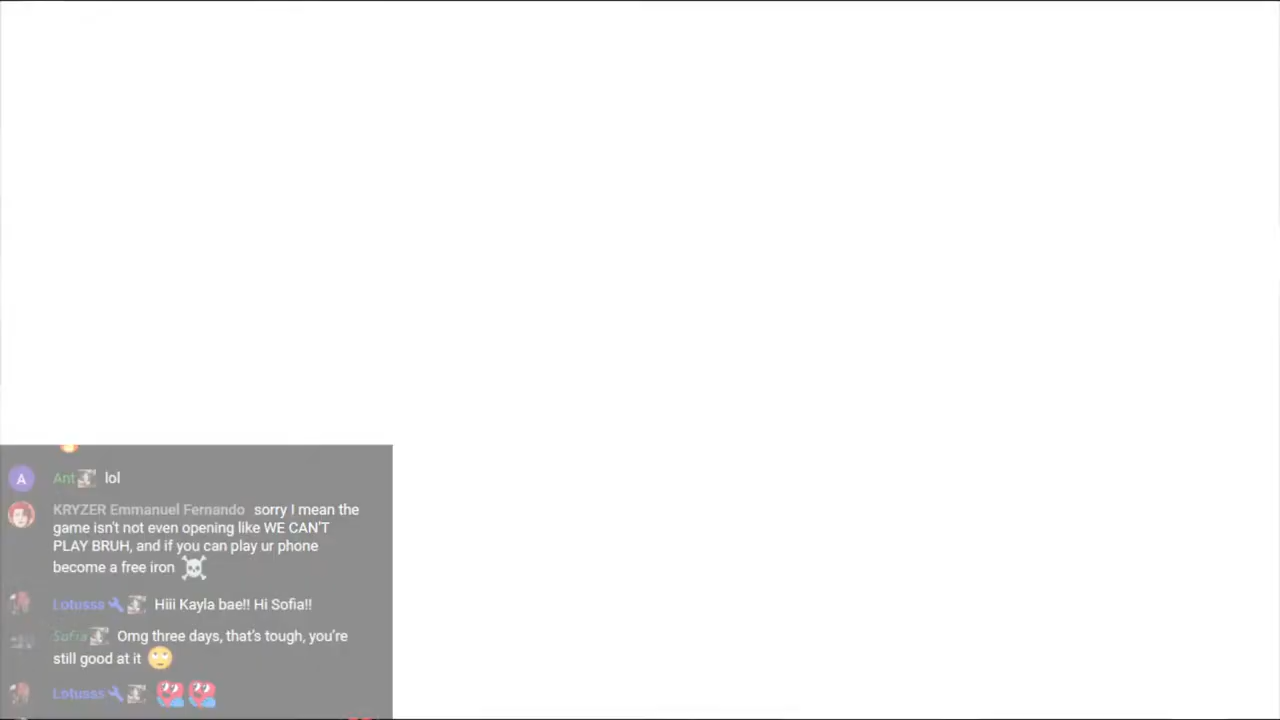 A Ant lol
KRYZER Emmanuel Fernando sorry I mean the
game isn't not even opening like WE CAN'T
PLAY BRUH, and if you can play ur phone
become a free iron
Lotusss Hiii Kayla bae!! Hi Sofia!!
Sofia Omg three days, that's tough, you're
still good at it
Lotusss